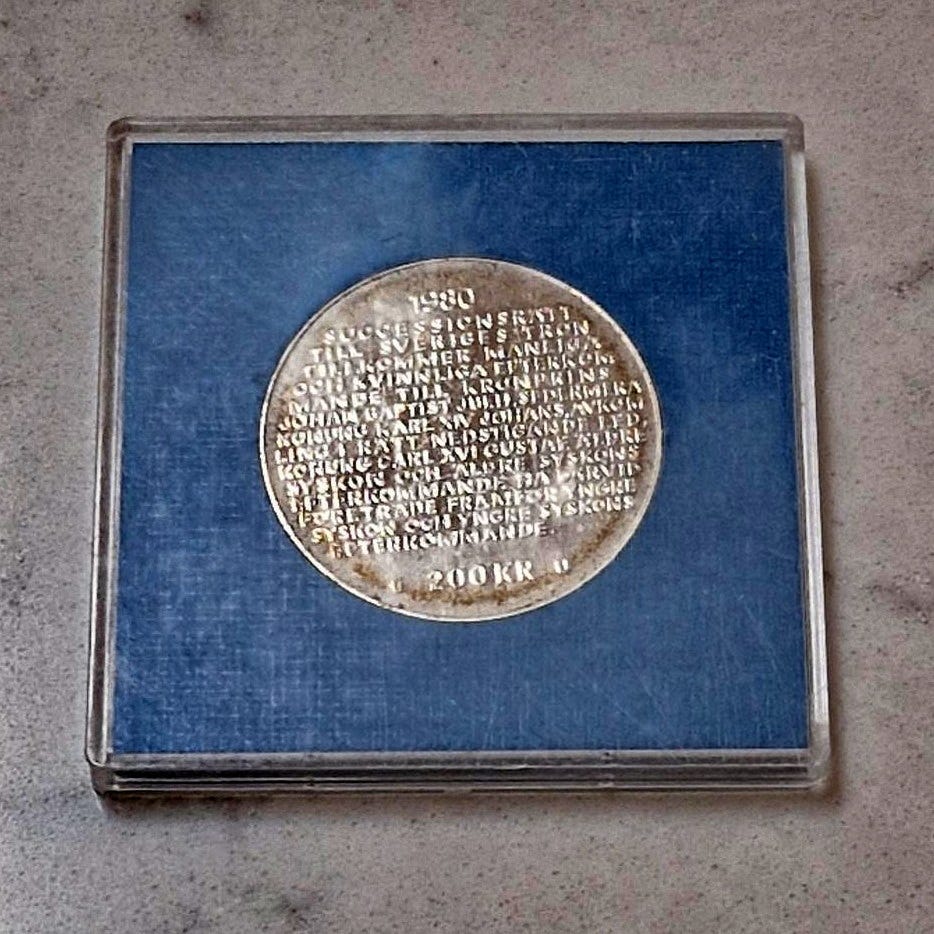 1980
SUCCESSIONSRÄTT
TILL SVERIGES TRON
TILLKOMMER MANLIGA
OCH KVINNLIGA EFTERKOM
MANDE TILL KRONPRINS
JOHAN BAPTIST JULII SEDERMERA
KONUNG KARL XIV JOHANS, AVKOM
LING I RÄTT NEDSTIGANDE LED
KONUNG CARL XVI GUSTAF ÄLDRE
SYSKON OCH ÄLDRE SYSKONS
EFTERKOMMANDE HA
FÖRETRÄDE FRAMFÖR YNGRE
SYSKON OCH YNGRE SYSKONS
EFTERKOMMANDE.
U 200 KR U